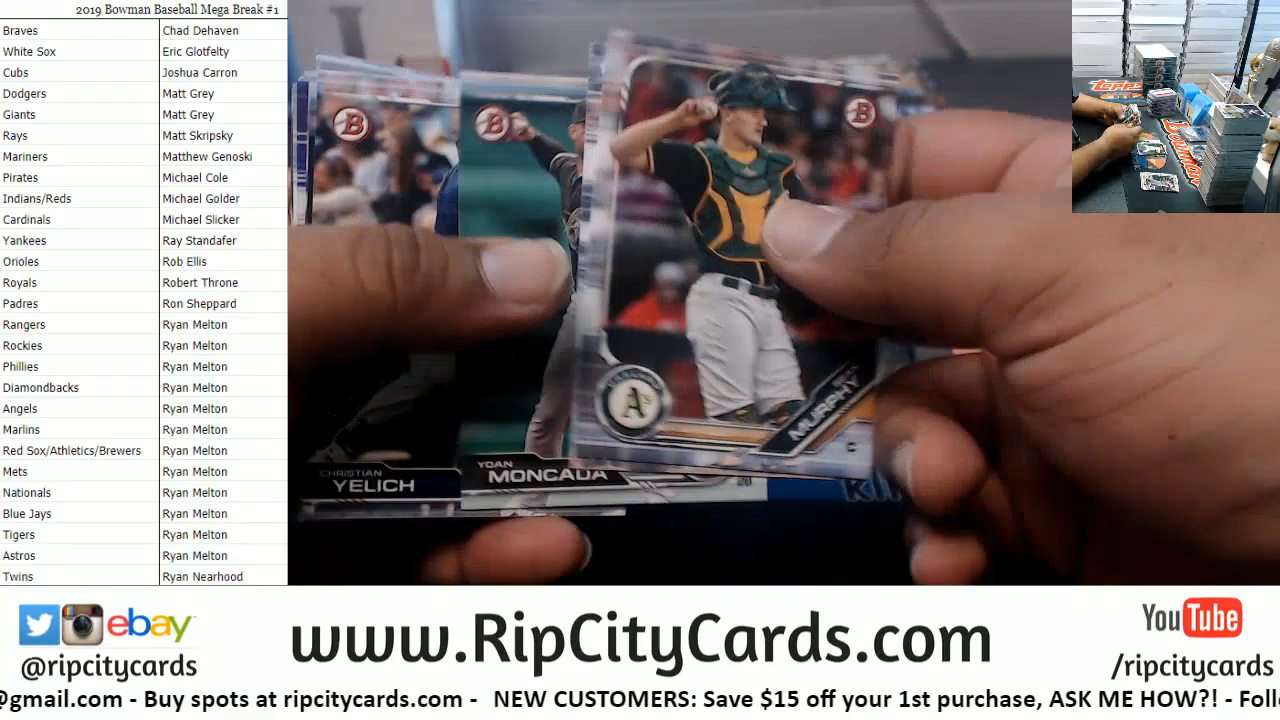 2019 Bowman Baseball Mega Break #1
Braves Chad Dehaven
White Sox Eric Glotfelty
Cubs Joshua Carron
Dodgers Matt Grey
Giants Matt Grey
Rays Matt Skripsky
Mariners Matthew Genoski
Pirates Michael Cole
Indians/Reds Michael Golder
Cardinals Michael Slicker
Yankees Ray Standafer
Orioles Rob Ellis
Royals Robert Throne
Padres Ron Sheppard
Rangers Ryan Melton
Rockies Ryan Melton
Phillies Ryan Melton
Diamondbacks Ryan Melton
Angels Ryan Melton
Marlins Ryan Melton
Red Sox/Athletics/Brewers Ryan Melton
Mets Ryan Melton
Nationals Ryan Melton
Blue Jays Ryan Melton
Tigers Ryan Melton
Astros Ryan Melton
Twins Ryan Nearhood
B
B
B
A's
MURPHY
C
CHRISTIAN
YELICH
YOAN
MONCADA
TOPPS
BOWMAN
ebay
@ripcitycards
www.RipCityCards.com
YouTube
/ripcitycards
@gmail.com - Buy spots at ripcitycards.com - NEW CUSTOMERS: Save $15 off your 1st purchase, ASK ME HOW?! - Follo